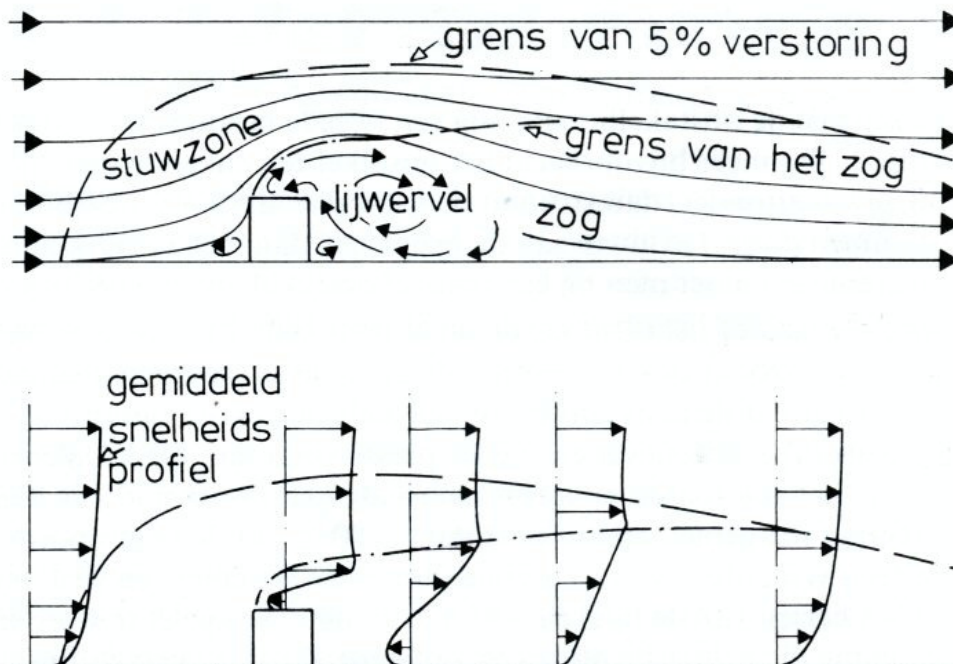 grens van 5% verstoring
stuwzone
grens van het zog
lijwervel
zog
gemiddeld
snelheids
profiel